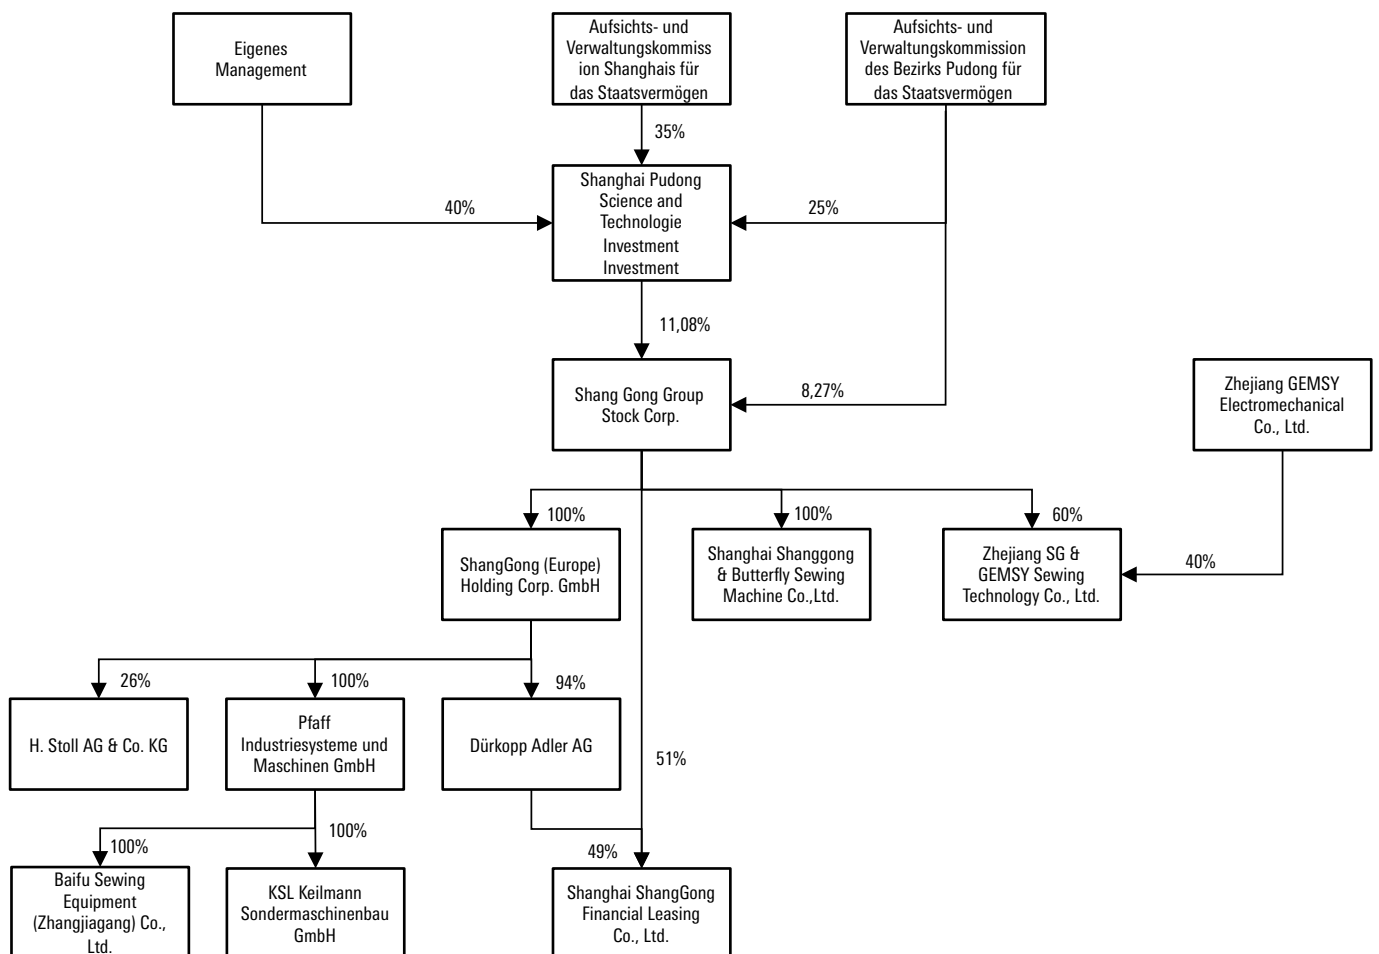 Eigenes
Management
Aufsichts- und
Verwaltungskommiss
ion Shanghais für
das Staatsvermögen
Aufsichts- und
Verwaltungskommission
des Bezirks Pudong für
das Staatsvermögen
35%
40%
Shanghai Pudong
Science and
Technologie
Investment
Investment
25%
11,08%
Shang Gong Group
Stock Corp.
8,27%
Zhejiang GEMSY
Electromechanical
Co., Ltd.
100%
100%
60%
ShangGong (Europe)
Holding Corp. GmbH
Shanghai Shanggong
& Butterfly Sewing
Machine Co.,Ltd.
Zhejiang SG &
GEMSY Sewing
Technology Co., Ltd.
40%
26%
100%
94%
H. Stoll AG & Co. KG
Pfaff
Industriesysteme und
Maschinen GmbH
Dürkopp Adler AG
51%
100%
100%
49%
Baifu Sewing
Equipment
(Zhangjiagang) Co.,
Ltd.
KSL Keilmann
Sondermaschinenbau
GmbH
Shanghai ShangGong
Financial Leasing
Co., Ltd.